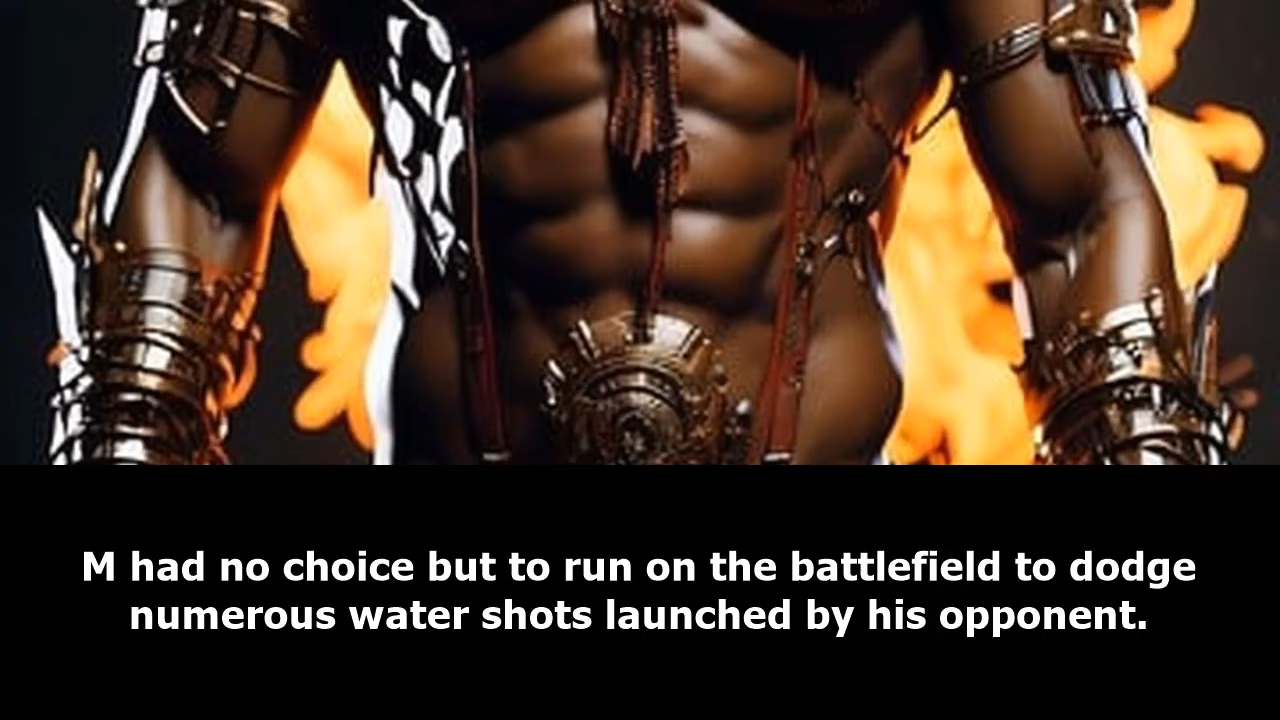 M had no choice but to run on the battlefield to dodge
numerous water shots launched by his opponent.